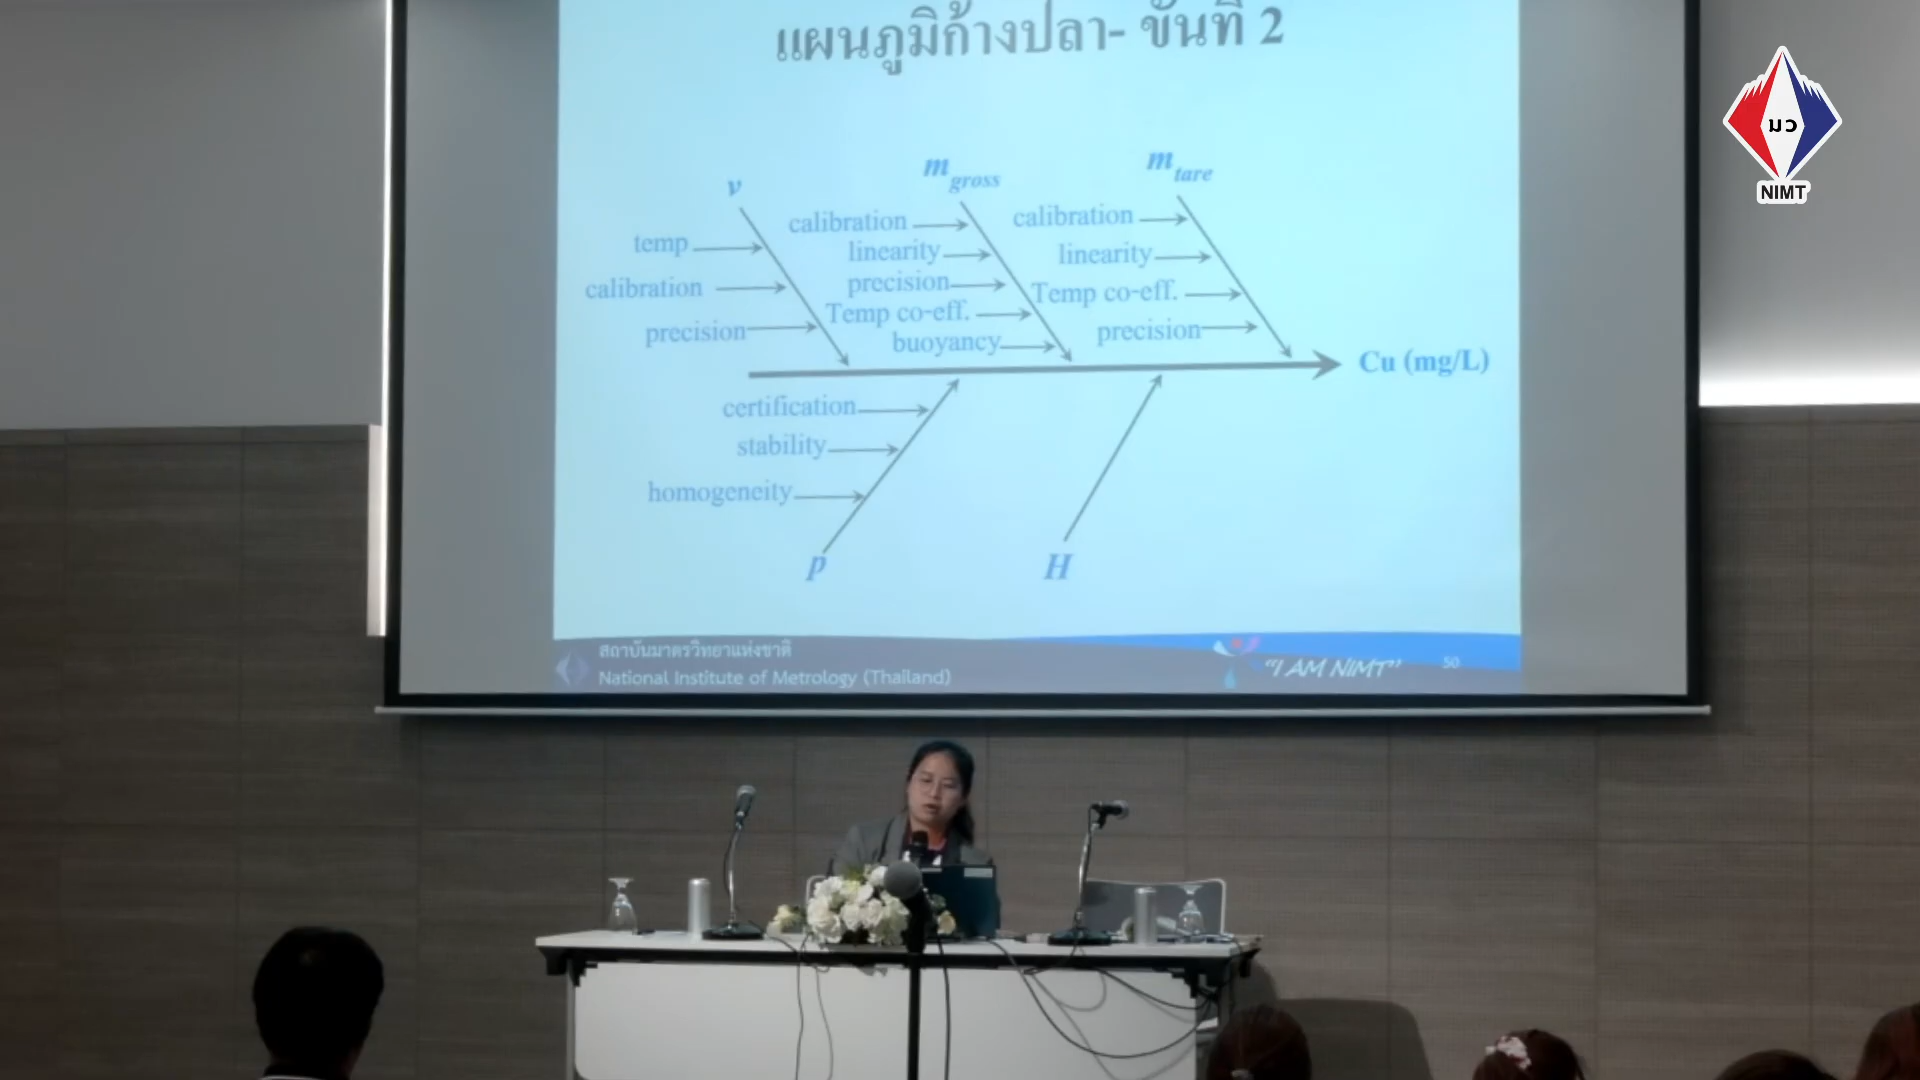 แผนภูมิก้างปลา- ขั้นที่ 2
มว
NIMT
v
m gross
m tare
temp
calibration
precision
calibration
linearity
precision
Temp co-eff.
buoyancy
calibration
linearity
Temp co-eff.
precision
Cu (mg/L)
certification
stability
homogeneity
p
H
สถาบันมาตรวิทยาแห่งชาติ
National Institute of Metrology (Thailand)
"I AM NIMT"
50